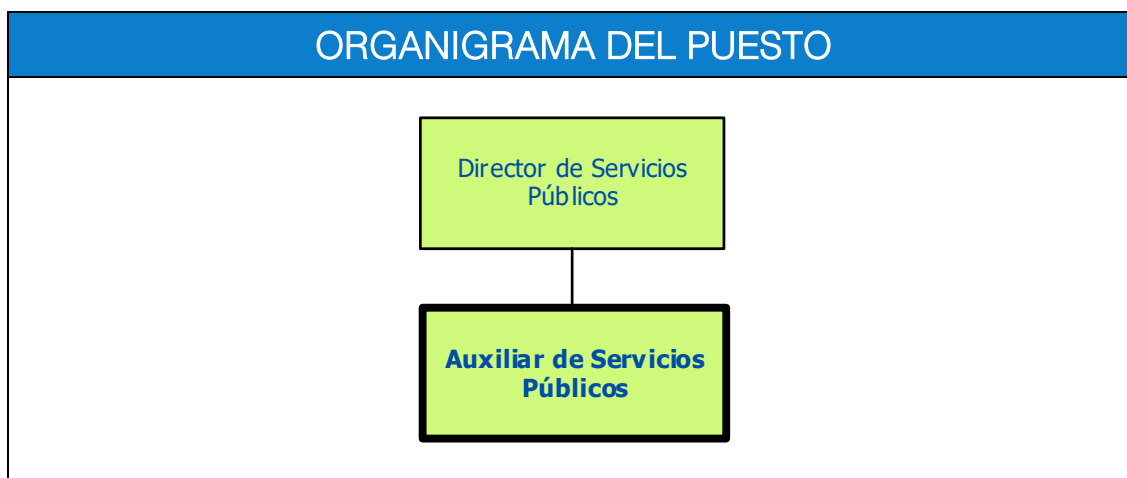 ORGANIGRAMA DEL PUESTO
Director de Servicios
Públicos
Auxiliar de Servicios
Públicos